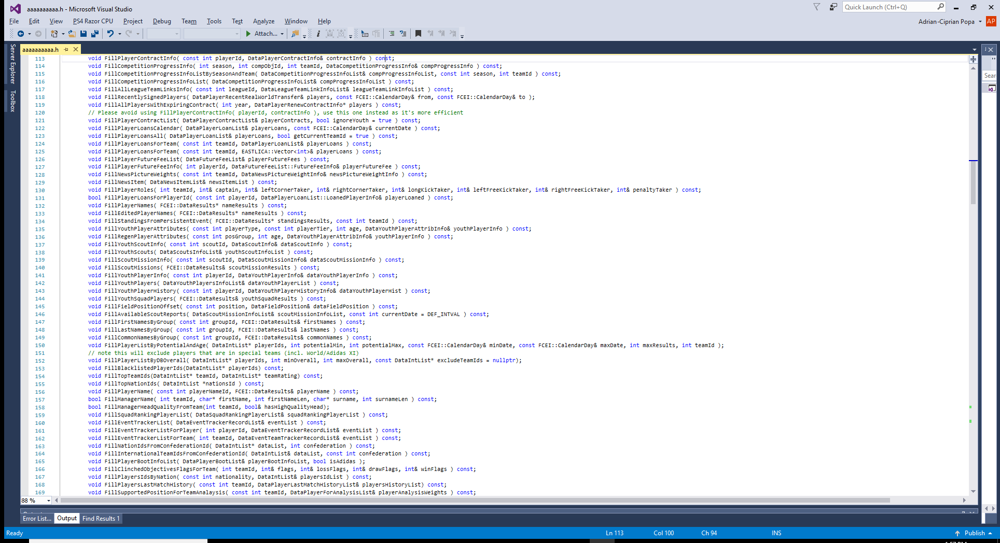 aaaaaaaaaa.h - Microsoft Visual Studio
Quick Launch (Ctrl+Q)
File Edit View PS4 Razor CPU Project Debug Team Tools Test Analyze Window Help
Adrian-Ciprian Popa AP
Attach...
Server Explorer
Toolbox
aaaaaaaaaa.h
Sear
113 void FillPlayerContractInfo( const int playerId, DataPlayerContractInfo& contractInfo ) const;
114 void FillCompetitionProgressInfo( int season, int compObjId, int teamId, DataCompetitionProgressInfo& compProgressInfo ) const;
115 void FillCompetitionProgressInfoListBySeasonAndTeam( DataCompetitionProgressInfoList& compProgressInfoList, const int season, int teamId ) const;
116 void FillCompetitionProgressInfoList( DataCompetitionProgressInfoList& compProgressInfoList ) const;
117 void FillAllLeagueTeamLinksInfo( const int leagueId, DataLeagueTeamLinkInfoList& leagueTeamLinkInfoList ) const;
118 void FillRecentlySignedPlayers( DataPlayerRecentRealWorldTransfer& players, const FCEI::CalendarDay& from, const FCEI::CalendarDay& to );
119 void FillAllPlayersWithExpiringContract( int year, DataPlayerRenewContractInfo* players ) const;
120 // Please avoid using FillPlayerContractInfo( playerId, contractInfo ), use this one instead as it's more efficient
121 void FillPlayerContractList( DataPlayerContractList& playerContracts, bool ignoreYouth = true ) const;
122 void FillPlayerLoansCalendar( DataPlayerLoanList& playerLoans, const FCEI::CalendarDay& currentDate ) const;
123 void FillPlayerLoansAll( DataPlayerLoanList& playerLoans, bool getCurrentTeamId = true ) const;
124 void FillPlayerLoansForTeam( const int teamId, DataPlayerLoanList& playerLoans ) const;
125 void FillPlayerLoansForTeam( const int teamId, EASTLICA::Vector<int>& playerLoans ) const;
126 void FillPlayerFutureFeeList( DataFutureFeeList& playerFutureFees ) const;
127 void FillPlayerFutureFeeInfo( int playerId, DataFutureFeeList::FutureFeeInfo& playerFutureFee ) const;
128 void FillNewsPictureWeights( const int teamId, DataNewsPictureWeightInfo& newsPictureWeightInfo ) const;
129 void FillNewsItem( DataNewsItemList& newsItemList ) const;
130 void FillPlayerRoles( int teamId, int& captain, int& leftCornerTaker, int& rightCornerTaker, int& longKickTaker, int& leftFreeKickTaker, int& rightFreeKickTaker, int& penaltyTaker ) const;
131 bool FillPlayerLoansForPlayerId( const int playerId, DataPlayerLoanList::LoanedPlayerInfo& playerLoaned ) const;
132 void FillPlayerNames( FCEI::DataResults* nameResults ) const;
133 void FillEditedPlayerNames( FCEI::DataResults* nameResults ) const;
134 void FillStandingsFromPersistentEvent( FCEI::DataResults* standingsResults, const int teamId ) const;
135 void FillYouthPlayerAttributes( const int playerType, const int playerTier, int age, DataYouthPlayerAttribInfo& youthPlayerInfo ) const;
136 void FillRegenPlayerAttributes( const int posGroup, int age, DataYouthPlayerAttribInfo& youthPlayerInfo ) const;
137 void FillYouthScoutInfo( const int scoutId, DataScoutInfo& dataScoutInfo ) const;
138 void FillYouthScouts( DataScoutsInfoList& youthScoutInfoList ) const;
139 void FillScoutMissionInfo( const int scoutId, DataScoutMissionInfo& dataScoutMissionInfo ) const;
140 void FillScoutMissions( FCEI::DataResults& scoutMissionResults ) const;
141 void FillYouthPlayerInfo( const int playerId, DataYouthPlayerInfo& dataYouthPlayerInfo ) const;
142 void FillYouthPlayers( DataYouthPlayersInfoList& dataYouthPlayerList ) const;
143 void FillYouthPlayerHistory( const int playerId, DataYouthPlayerHistoryInfo& dataYouthPlayerHist ) const;
144 void FillYouthSquadPlayers( FCEI::DataResults& youthSquadResults ) const;
145 void FillFieldPositionOffset( const int position, DataFieldPosition& dataFieldPosition ) const;
146 void FillAvailableScoutReports( DataScoutMissionInfoList& scoutMissionInfoList, const int currentDate = DEF_INTVAL ) const;
147 void FillFirstNamesByGroup( const int groupId, FCEI::DataResults& firstNames ) const;
148 void FillLastNamesByGroup( const int groupId, FCEI::DataResults& lastNames ) const;
149 void FillCommonNamesByGroup( const int groupId, FCEI::DataResults& commonNames ) const;
150 void FillPlayerListByPotentialAndAge( DataIntList* playerIds, int potentialMin, int potentialMax, const FCEI::CalendarDay& minDate, const FCEI::CalendarDay& maxDate, int maxResults, int teamId );
151 // note this will exclude players that are in special teams (incl. World/Adidas XI)
152 void FillPlayerListByDBOverall( DataIntList* playerIds, int minOverall, int maxOverall, const DataIntList* excludeTeamIds = nullptr);
153 void FillBlacklistedPlayerIds(DataIntList* playerIds) const;
154 void FillTopTeamIds(DataIntList* teamId, DataIntList* teamRating) const;
155 void FillTopNationIds( DataIntList *nationsId ) const;
156 void FillPlayerName( const int playerNameId, FCEI::DataResults& playerName ) const;
157 bool FillManagerName( int teamId, char* firstName, int firstNameLen, char* surname, int surnameLen ) const;
158 bool FillManagerHeadQualityFromTeam(int teamId, bool& hasHighQualityHead);
159 void FillSquadRankingPlayerList( DataSquadRankingPlayerList& squadRankingPlayerList ) const;
160 void FillEventTrackerList( DataEventTrackerRecordList& eventList ) const;
161 void FillEventTrackerListForPlayer( int playerId, DataEventTrackerRecordList& eventList ) const;
162 void FillEventTrackerListForTeam( int teamId, DataEventTeamTrackerRecordList& eventList ) const;
163 void FillNationIdsFromConfederationId( DataIntList* dataList, int confederation ) const;
164 void FillInternationalTeamIdsFromConfederationId( DataIntList& dataList, const int confederation ) const;
165 void FillPlayerBootInfoList( DataPlayerBootList& playerBootInfoList, bool isAdidas );
166 void FillClinchedObjectivesFlagsForTeam( int teamId, int& flags, int& lossFlags, int& drawFlags, int& winFlags ) const;
167 void FillPlayersIdsByNation( const int nationality, DataIntList& playersIdList ) const;
168 void FillPlayersLastMatchHistory( const int teamId, DataPlayerLastMatchHistoryList& playersHistoryList) const;
169 void FillSupportedPositionForTeamAnalaysis( const int teamId, DataPlayerForAnalysisList& playerAnalysisWeights ) const;
88 %
Error List... Output Find Results 1
Ready Ln 113 Col 100 Ch 94 INS Publish